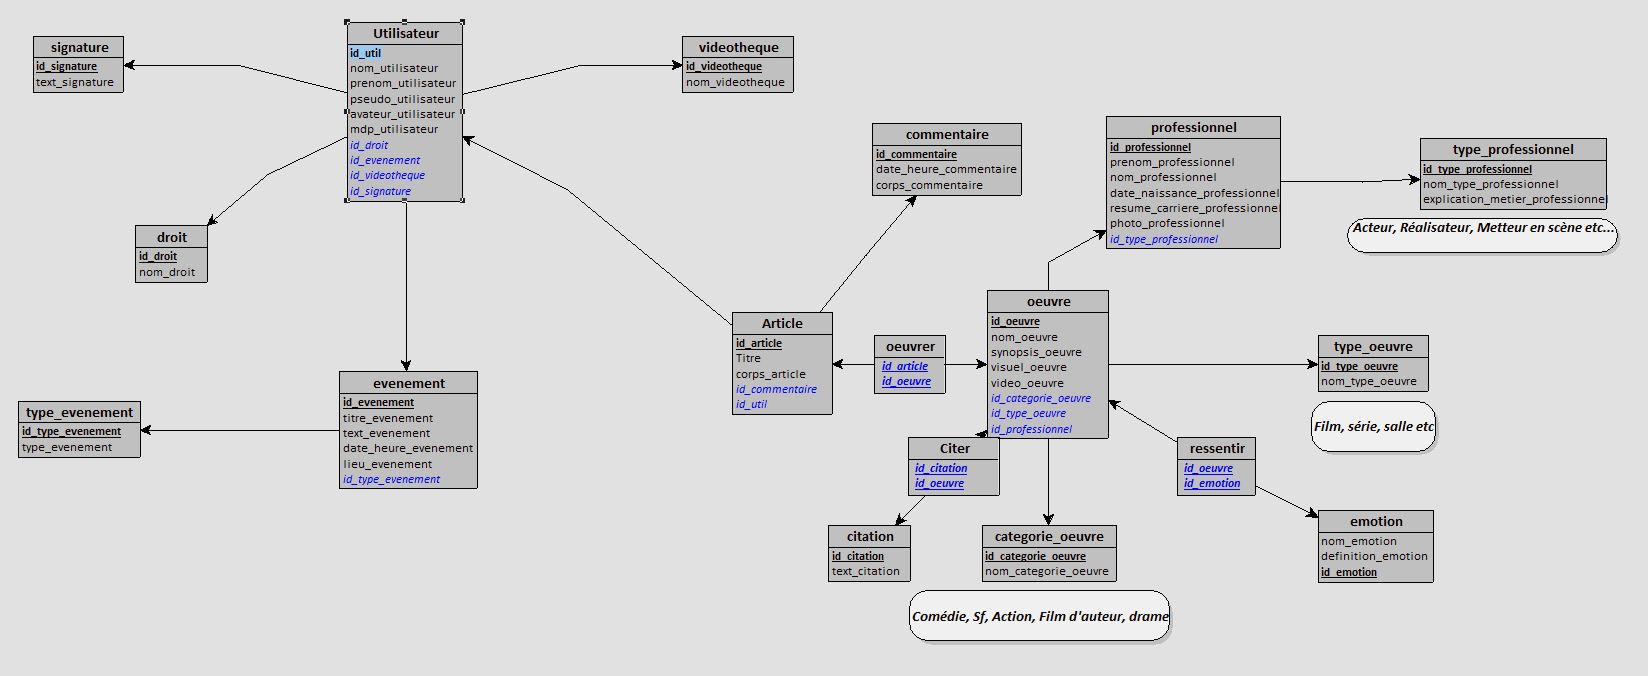 signature
id_signature
text_signature
Utilisateur
id_util
nom_utilisateur
prenom_utilisateur
pseudo_utilisateur
avateur_utilisateur
mdp_utilisateur
id_droit
id_evenement
id_videotheque
id_signature
videotheque
id_videotheque
nom_videotheque
commentaire
id_commentaire
date_heure_commentaire
corps_commentaire
professionnel
id_professionnel
prenom_professionnel
nom_professionnel
date_naissance_professionnel
resume_carriere_professionnel
photo_professionnel
id_type_professionnel
type_professionnel
id_type_professionnel
nom_type_professionnel
explication_metier_professionnel
Acteur, Réalisateur, Metteur en scène etc...
droit
id_droit
nom_droit
Article
id_article
Titre
corps_article
id_commentaire
id_util
oeuvrer
id_article
id_oeuvre
oeuvre
id_oeuvre
nom_oeuvre
synopsis_oeuvre
visuel_oeuvre
video_oeuvre
id_categorie_oeuvre
id_type_oeuvre
id_professionnel
type_oeuvre
id_type_oeuvre
nom_type_oeuvre
Film, série, salle etc
type_evenement
id_type_evenement
type_evenement
evenement
id_evenement
titre_evenement
text_evenement
date_heure_evenement
lieu_evenement
id_type_evenement
Citer
id_citation
id_oeuvre
ressentir
id_oeuvre
id_emotion
citation
id_citation
text_citation
categorie_oeuvre
id_categorie_oeuvre
nom_categorie_oeuvre
emotion
nom_emotion
definition_emotion
id_emotion
Comédie, Sf, Action, Film d'auteur, drame